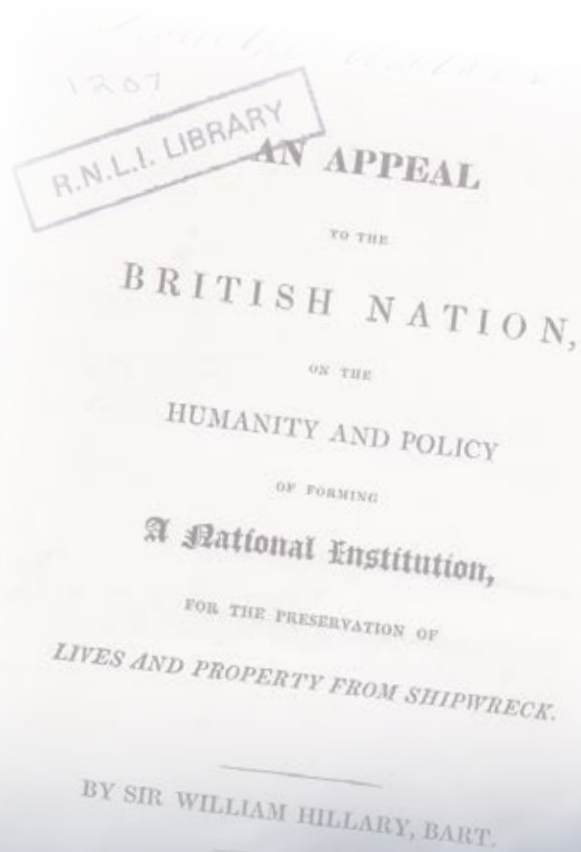 1207
R.N.L.I. LIBRARY
AN APPEAL
TO THE
BRITISH NATION,
ON THE
HUMANITY AND POLICY
OF FORMING
A National Institution,
FOR THE PRESERVATION OF
LIVES AND PROPERTY FROM SHIPWRECK.
BY SIR WILLIAM HILLARY, BART.